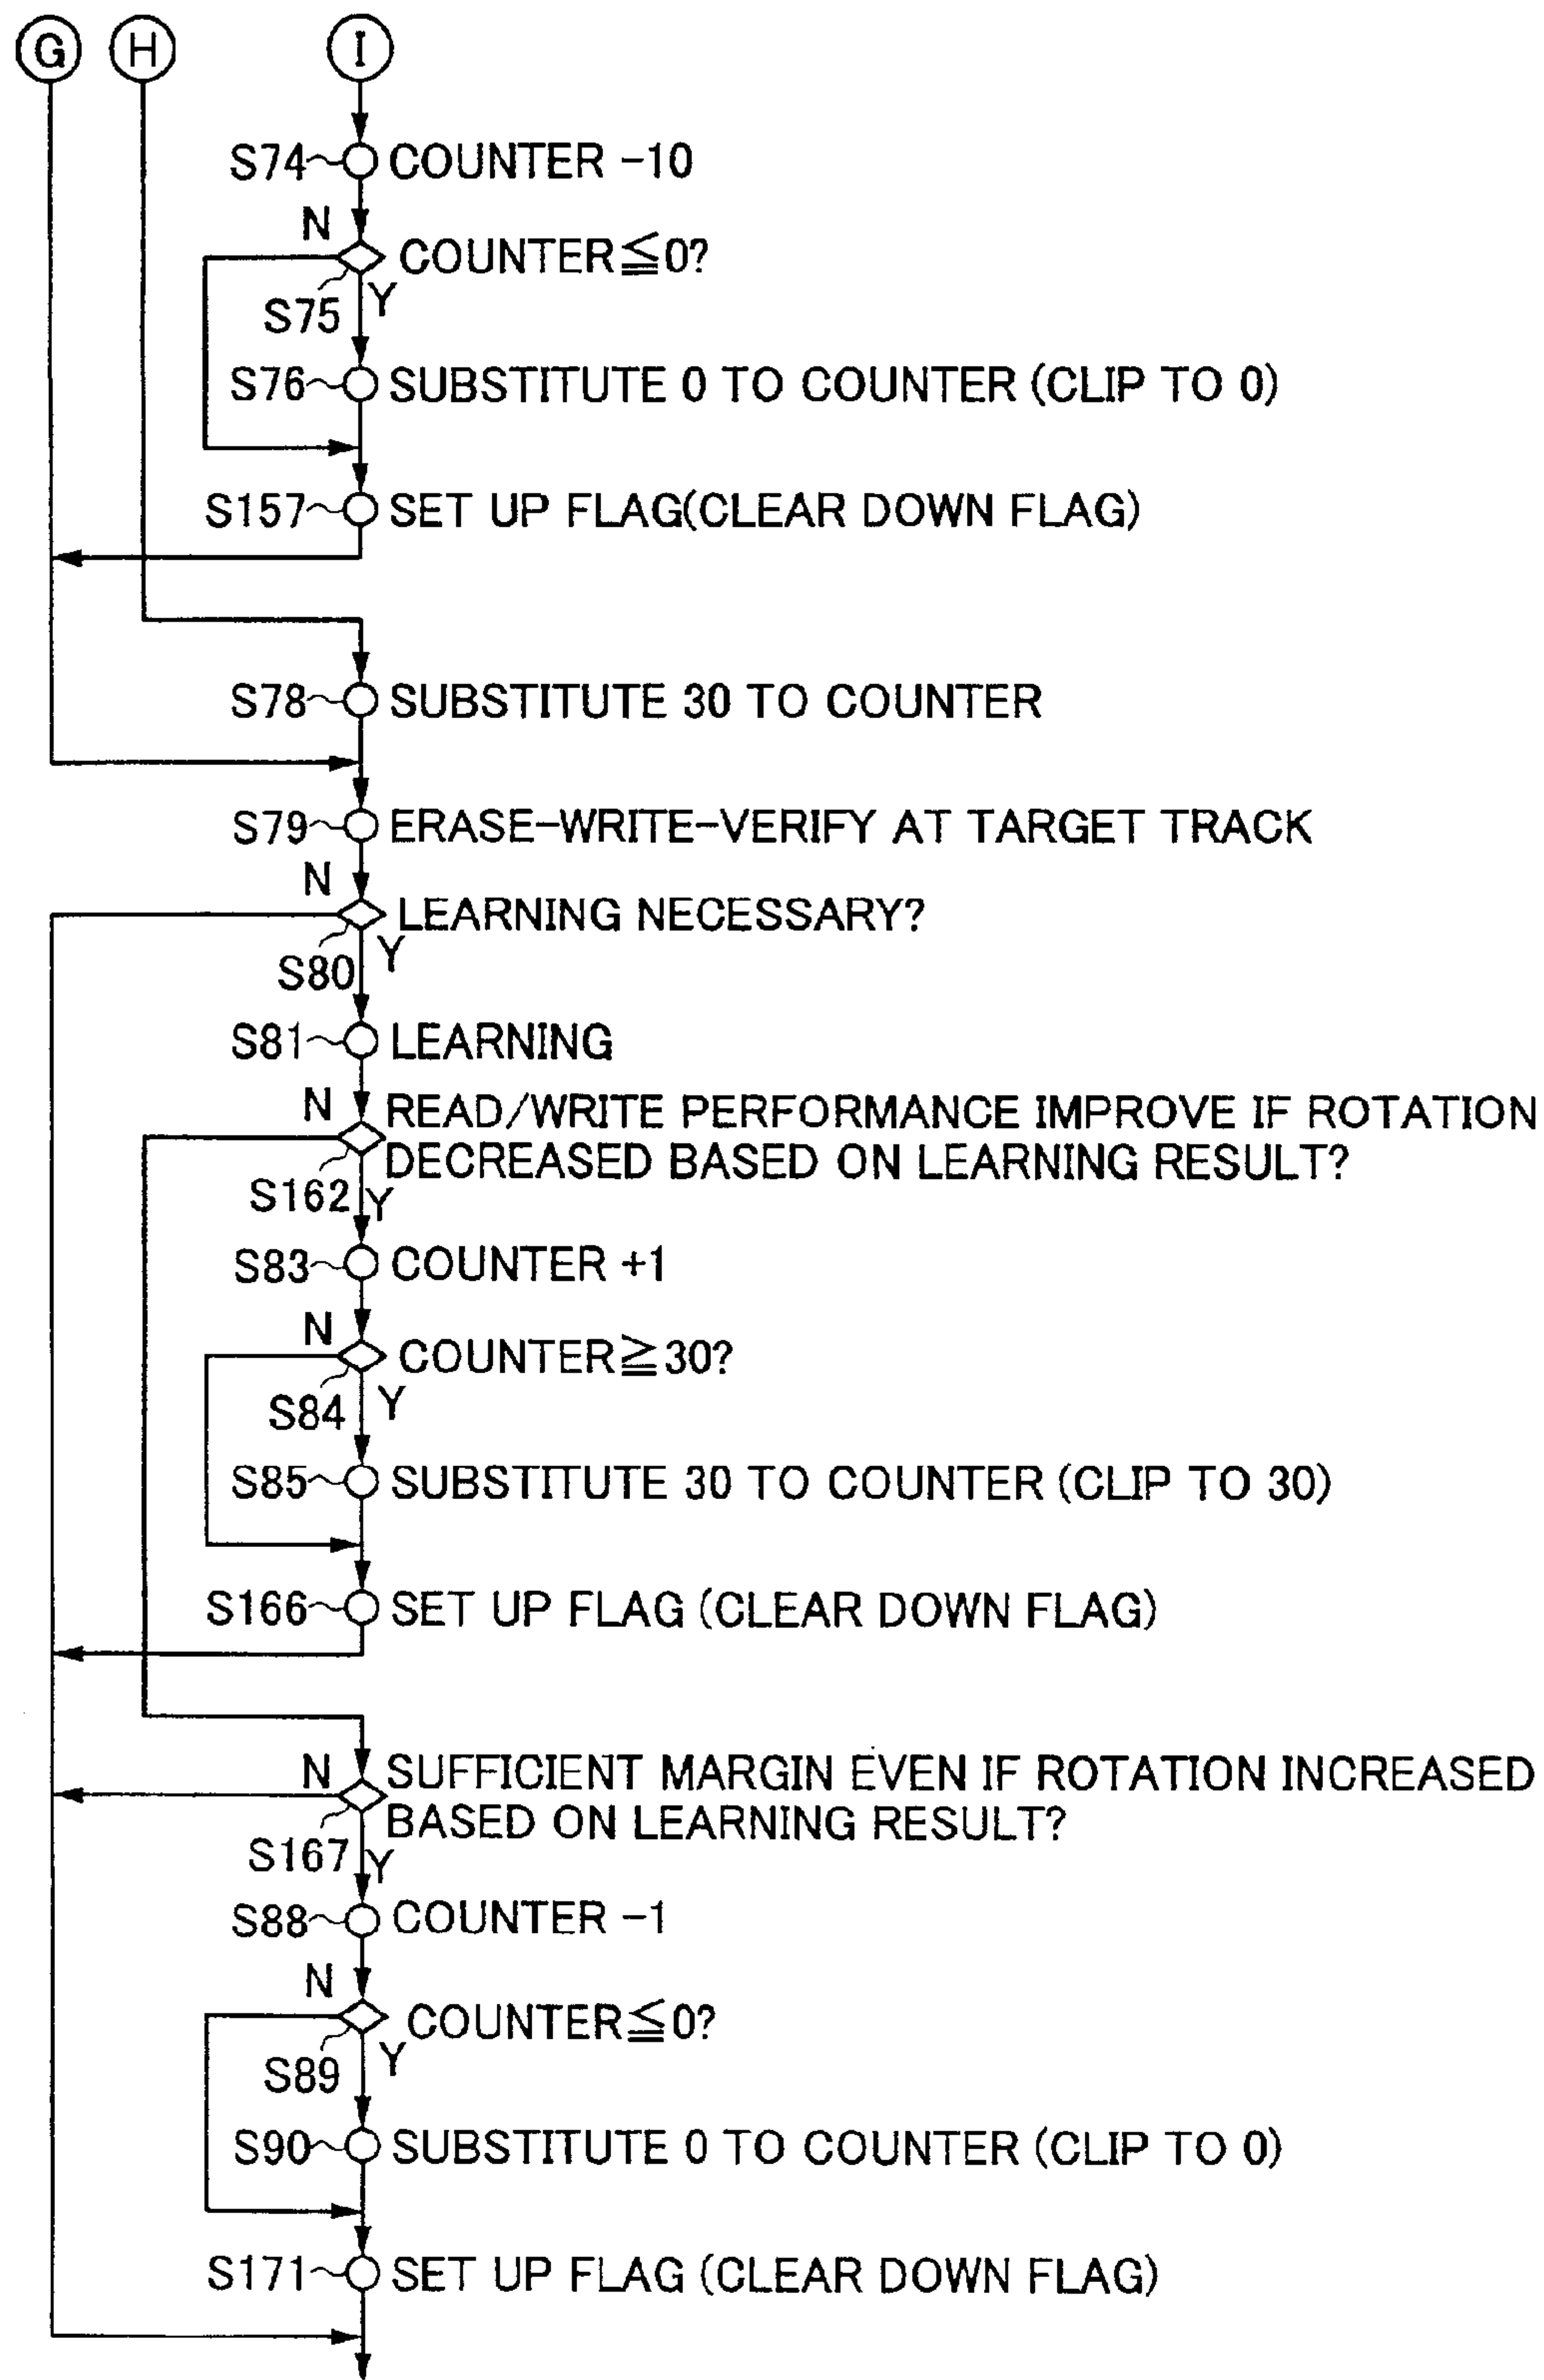 G H I
S74 COUNTER -10
N
COUNTER≦0?
S75 Y
S76 SUBSTITUTE 0 TO COUNTER (CLIP TO 0)
S157 SET UP FLAG(CLEAR DOWN FLAG)
S78 SUBSTITUTE 30 TO COUNTER
S79 ERASE-WRITE-VERIFY AT TARGET TRACK
N
LEARNING NECESSARY?
S80 Y
S81 LEARNING
N READ/WRITE PERFORMANCE IMPROVE IF ROTATION
DECREASED BASED ON LEARNING RESULT?
S162 Y
S83 COUNTER +1
N
COUNTER≧30?
S84 Y
S85 SUBSTITUTE 30 TO COUNTER (CLIP TO 30)
S166 SET UP FLAG (CLEAR DOWN FLAG)
N SUFFICIENT MARGIN EVEN IF ROTATION INCREASED
BASED ON LEARNING RESULT?
S167 Y
S88 COUNTER -1
N
COUNTER≦0?
S89 Y
S90 SUBSTITUTE 0 TO COUNTER (CLIP TO 0)
S171 SET UP FLAG (CLEAR DOWN FLAG)